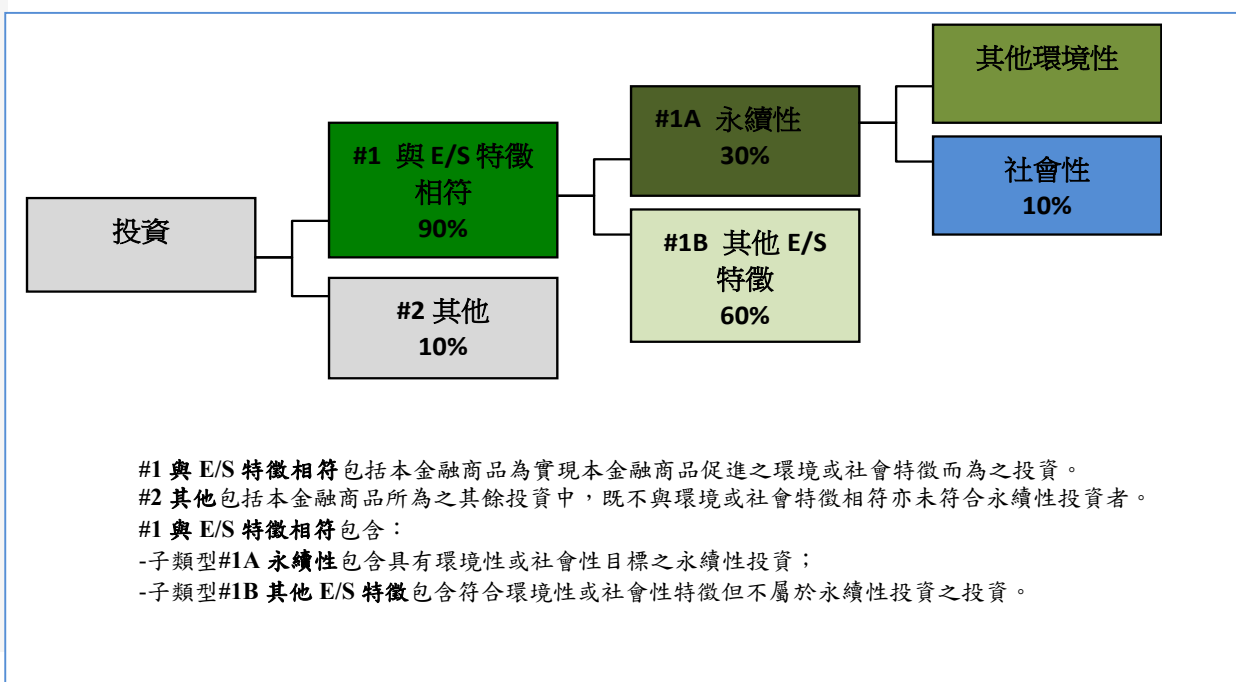 投資
#1 與 E/S 特徵
相符
90%
#2 其他
10%
#1A 永續性
30%
#1B 其他 E/S
特徵
60%
其他環境性
社會性
10%
#1 與 E/S 特徵相符包括本金融商品為實現本金融商品促進之環境或社會特徵而為之投資。
#2 其他包括本金融商品所為之其餘投資中，既不與環境或社會特徵相符亦未符合永續性投資者。
#1 與 E/S 特徵相符包含：
-子類型#1A 永續性包含具有環境性或社會性目標之永續性投資；
-子類型#1B 其他 E/S 特徵包含符合環境性或社會性特徵但不屬於永續性投資之投資。